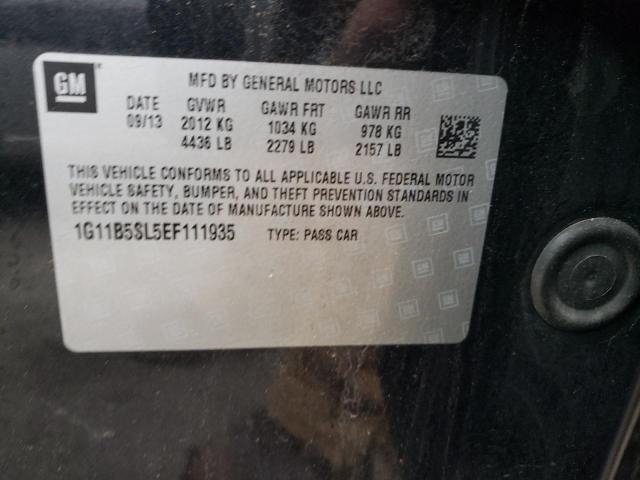 GM
MFD BY GENERAL MOTORS LLC
DATE GVWR GAWR FRT GAWR RR
09/13 2012 KG 1034 KG 978 KG
4436 LB 2279 LB 2157 LB
THIS VEHICLE CONFORMS TO ALL APPLICABLE U.S. FEDERAL MOTOR
VEHICLE SAFETY, BUMPER, AND THEFT PREVENTION STANDARDS IN
EFFECT ON THE DATE OF MANUFACTURE SHOWN ABOVE.
1G11B5SL5EF111935 TYPE: PASS CAR